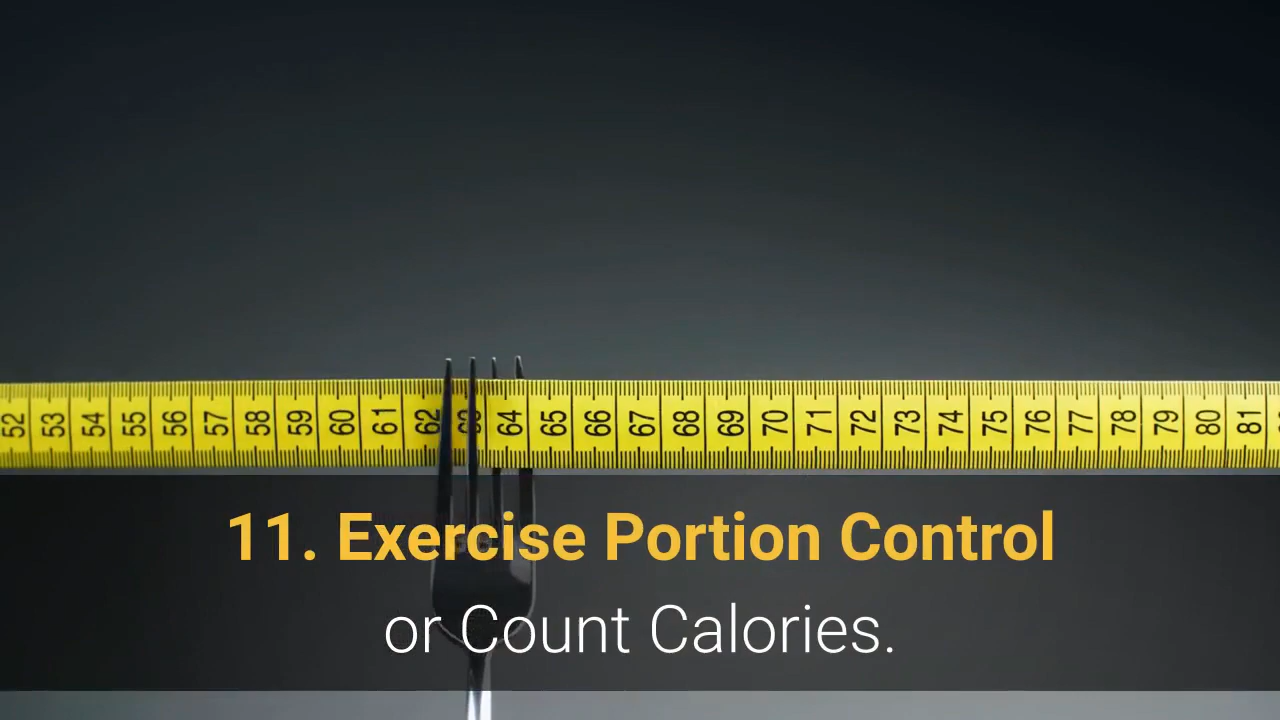 52 53 54 55 56 57 58 59 60 61 62 63 64 65 66 67 68 69 70 71 72 73 74 75 76 77 78 79 80 81
11. Exercise Portion Control
or Count Calories.